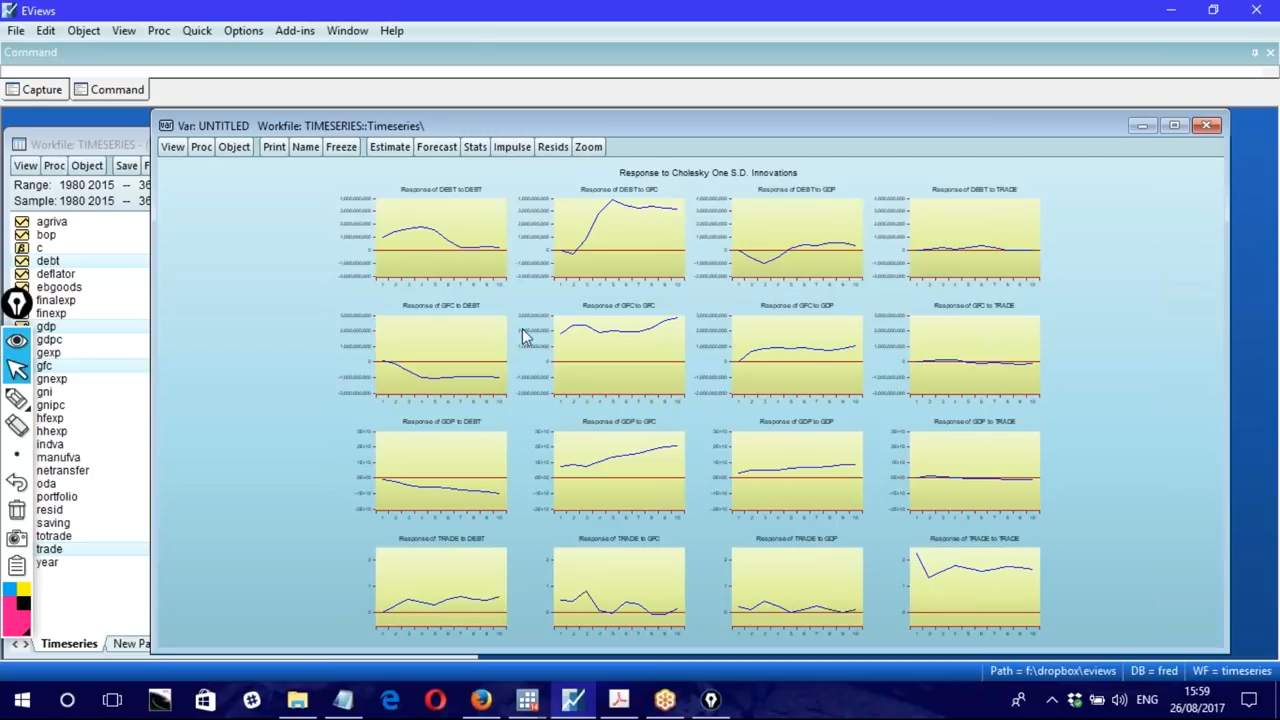 EViews
File Edit Object View Proc Quick Options Add-ins Window Help
Command
Capture Command
Var: UNTITLED Workfile: TIMESERIES::Timeseries\
Workfile: TIMESERIES - (
View Proc Object Print Name Freeze Estimate Forecast Stats Impulse Resids Zoom
View Proc Object Save F
Range: 1980 2015 -- 36
Sample: 1980 2015 -- 36
agriva
bop
c
debt
deflator
ebgoods
finalexp
finexp
gdp
gdpc
gexp
gfc
gnexp
gni
gnipc
hfexp
hhexp
indva
manufva
netransfer
oda
portfolio
resid
saving
totrade
trade
year
Timeseries New Pa
Response to Cholesky One S.D. Innovations
Response of DEBT to DEBT
Response of DEBT to GFC
Response of DEBT to GDP
Response of DEBT to TRADE
Response of GFC to DEBT
Response of GFC to GFC
Response of GFC to GDP
Response of GFC to TRADE
Response of GDP to DEBT
Response of GDP to GFC
Response of GDP to GDP
Response of GDP to TRADE
Response of TRADE to DEBT
Response of TRADE to GFC
Response of TRADE to GDP
Response of TRADE to TRADE
Path = f:\dropbox\eviews DB = fred WF = timeseries
ENG
15:59
26/08/2017